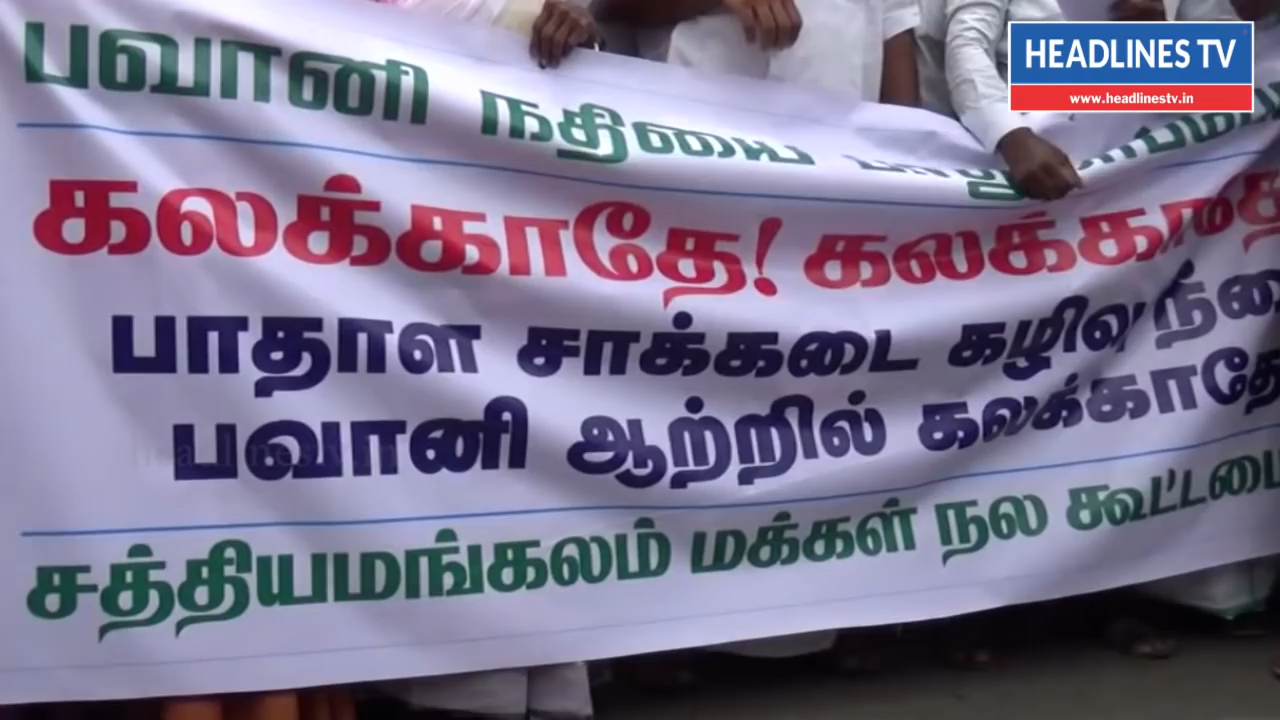 HEADLINES TV
www.headlinestv.in
பவானி நதியை
கலக்காதே! கலக்காதே
பாதாள சாக்கடை கழிவு
பவானி ஆற்றில் கலக்காதே
சத்தியமங்கலம் மக்கள் நல